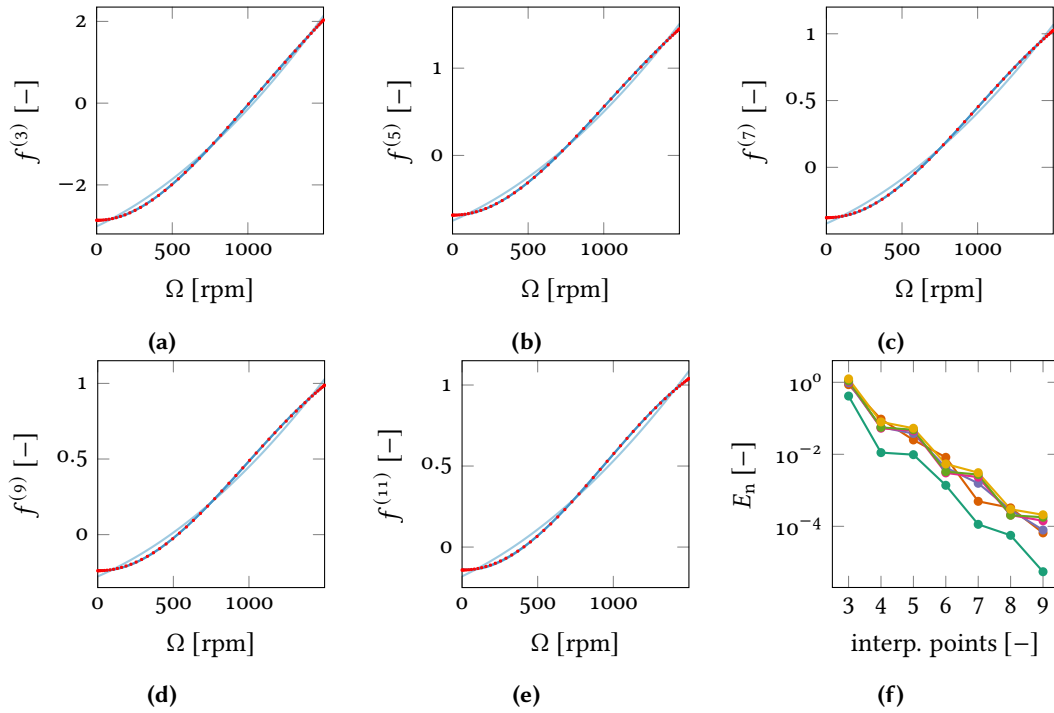 2
0
−2
f^(3) [−]
0 500 1000
Ω [rpm]
(a)
1
0
f^(5) [−]
0 500 1000
Ω [rpm]
(b)
1
0.5
0
f^(7) [−]
0 500 1000
Ω [rpm]
(c)
1
0.5
0
f^(9) [−]
0 500 1000
Ω [rpm]
(d)
1
0.5
0
f^(11) [−]
0 500 1000
Ω [rpm]
(e)
10^0
10^−2
10^−4
E_n [−]
3 4 5 6 7 8 9
interp. points [−]
(f)